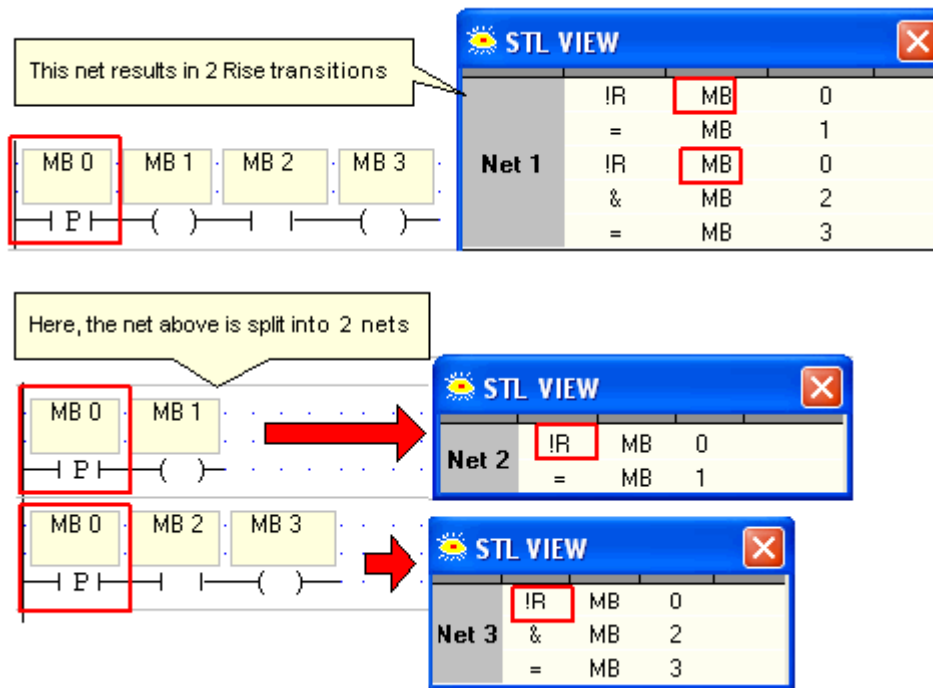 This net results in 2 Rise transitions
MB 0 MB 1 MB 2 MB 3
P
STL VIEW
Net 1
!R MB 0
= MB 1
!R MB 0
& MB 2
= MB 3
Here, the net above is split into 2 nets
MB 0 MB 1
P
STL VIEW
Net 2
!R MB 0
= MB 1
MB 0 MB 2 MB 3
P
STL VIEW
Net 3
!R MB 0
& MB 2
= MB 3